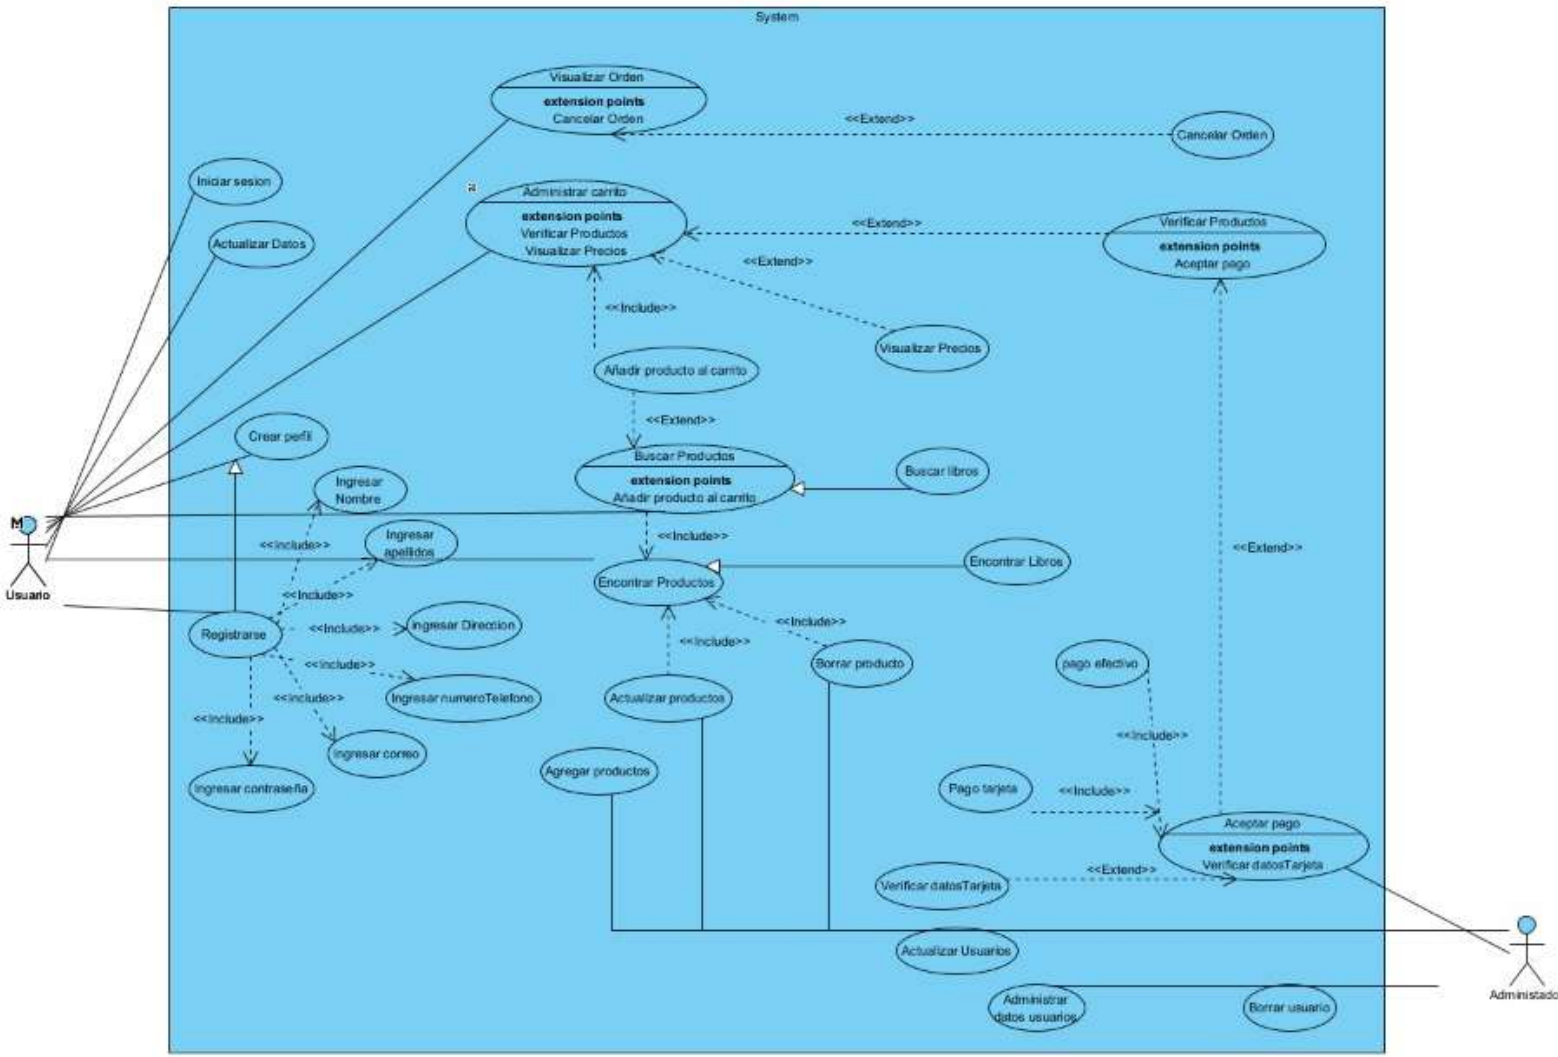 System
Visualizar Orden
extension points
Cancelar Orden
<<Extend>>
Cancelar Orden
Iniciar sesion
Administrar carrito
extension points
Verificar Productos
Visualizar Precios
<<Extend>>
Verificar Productos
extension points
Aceptar pago
Actualizar Datos
<<Extend>>
<<Include>>
Visualizar Precios
Añadir producto al carrito
<<Extend>>
Crear perfil
Buscar Productos
extension points
Añadir producto al carrito
Buscar libros
Ingresar
Nombre
<<Include>>
Ingresar
apellidos
<<Include>>
<<Extend>>
Encontrar Productos
Encontrar Libros
M
Usuario
<<Include>>
Registrarse
<<Include>>
ingresar Direccion
<<Include>>
<<Include>>
<<Include>>
Borrar producto
pago efectivo
<<Include>>
Ingresar numeroTelefono
<<Include>>
Actualizar productos
<<Include>>
<<Include>>
Ingresar correo
Ingresar contraseña
Agregar productos
Pago tarjeta
<<Include>>
Aceptar pago
extension points
Verificar datosTarjeta
<<Extend>>
Verificar datosTarjeta
Actualizar Usuarios
Administrar
datos usuarios
Borrar usuario
Administado